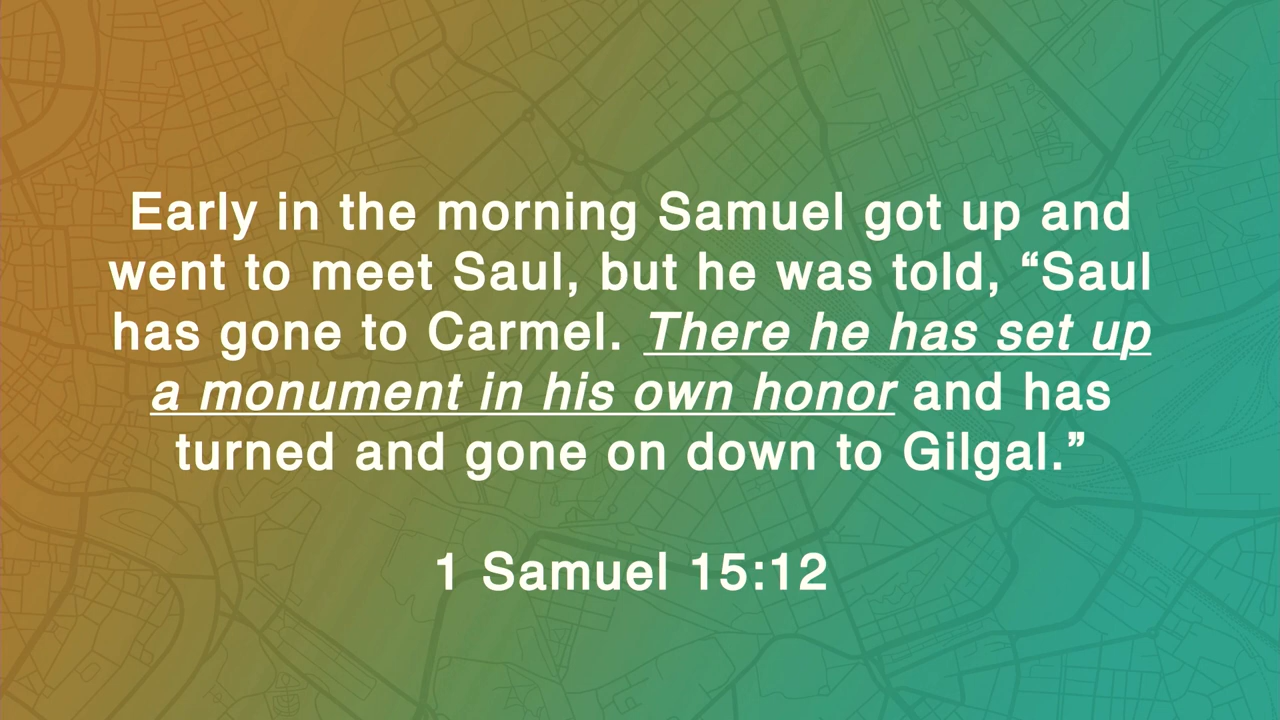 Early in the morning Samuel got up and
went to meet Saul, but he was told, “Saul
has gone to Carmel. There he has set up
a monument in his own honor and has
turned and gone on down to Gilgal.”
1 Samuel 15:12